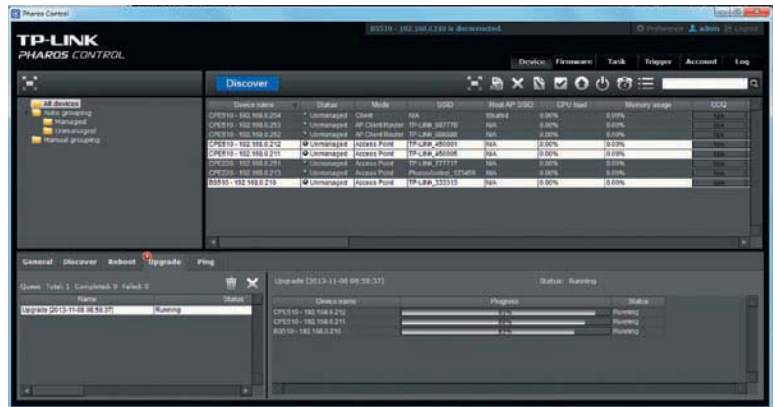 Pharos Control
BS510 - 192.168.0.210 is disconnected.
Preference admin Logout
TP-LINK
PHAROS CONTROL
Device Firmware Task Trigger Account Log
Discover
All devices
Auto grouping
Managed
Unmanaged
Manual grouping
Device name Status Mode SSID Root AP SSID CPU load Memory usage CCQ
CPE510 - 192.168.0.254 Unmanaged Client N/A 0.00% 0.00% N/A
CPE510 - 192.168.0.253 Unmanaged AP Client Router N/A 0.00% 0.00% N/A
CPE510 - 192.168.0.252 Unmanaged AP Client Router N/A 0.00% 0.00% N/A
CPE510 - 192.168.0.212 Unmanaged Access Point TP-LINK_450001 N/A 0.00% 0.00% N/A
CPE510 - 192.168.0.211 Unmanaged Access Point TP-LINK_450005 N/A 0.00% 0.00% N/A
CPE220 - 192.168.0.251 Unmanaged Access Point TP-LINK_777717 N/A 0.00% 0.00% N/A
CPE220 - 192.168.0.213 Unmanaged Access Point N/A 0.00% 0.00% N/A
BS510 - 192.168.0.210 Unmanaged Access Point TP-LINK_333313 N/A 0.00% 0.00% N/A
General Discover Reboot Upgrade Ping
Queue Total: 1 Completed: 0 Failed: 0
Name Status
Upgrade [2013-11-08 08:58:37] Running
Upgrade [2013-11-08 08:58:37] Status: Running
Device name Progress Status
CPE510 - 192.168.0.212 Running
CPE510 - 192.168.0.211 Running
BS510 - 192.168.0.210 Running